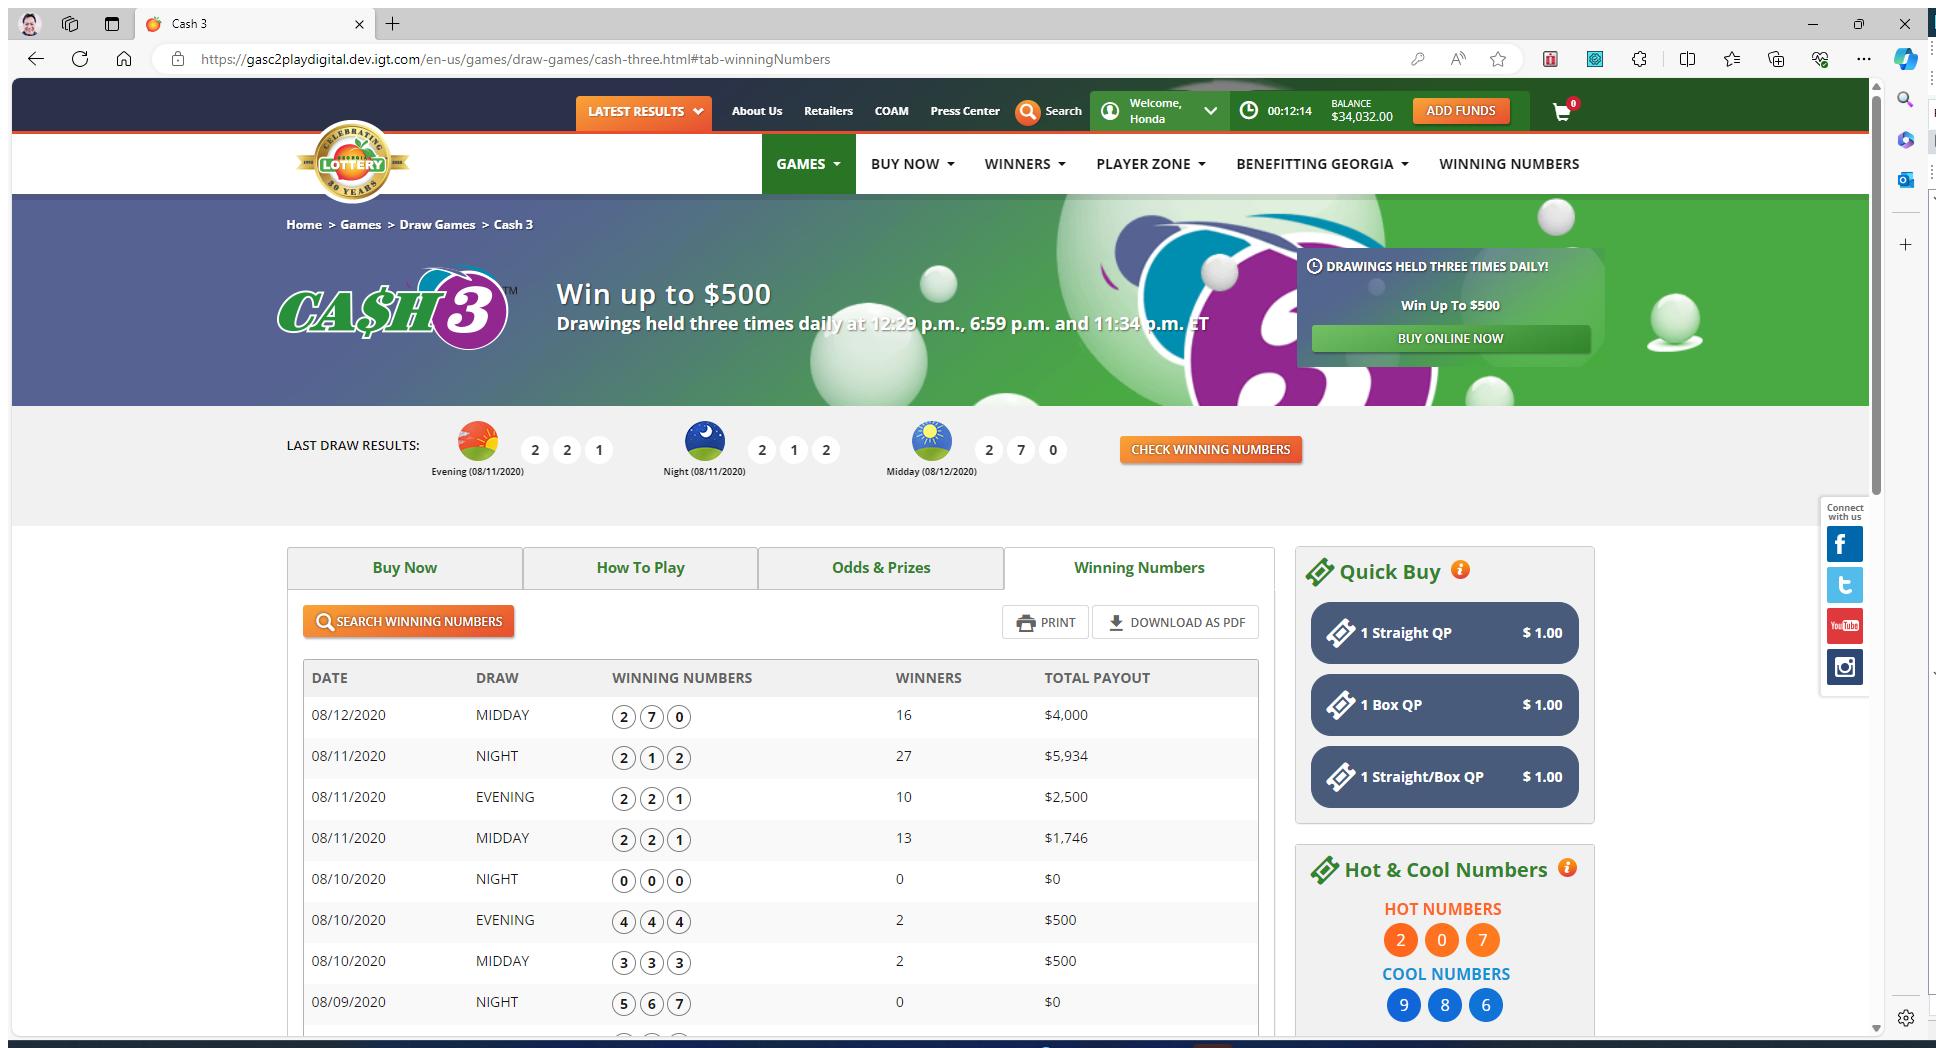 Cash 3
https://gasc2playdigital.dev.igt.com/en-us/games/draw-games/cash-three.html#tab-winningNumbers
LATEST RESULTS About Us Retailers COAM Press Center Search Welcome, Honda 00:12:14 BALANCE $34,032.00 ADD FUNDS 0
CELEBRATING GEORGIA LOTTERY 30 YEARS
GAMES BUY NOW WINNERS PLAYER ZONE BENEFITTING GEORGIA WINNING NUMBERS
Home > Games > Draw Games > Cash 3
CA$H 3 TM
Win up to $500
Drawings held three times daily at 12:29 p.m., 6:59 p.m. and 11:34 p.m. ET
DRAWINGS HELD THREE TIMES DAILY!
Win Up To $500
BUY ONLINE NOW
LAST DRAW RESULTS:
2 2 1
Evening (08/11/2020)
2 1 2
Night (08/11/2020)
2 7 0
Midday (08/12/2020)
CHECK WINNING NUMBERS
Connect
with us
f
t
YouTube
Buy Now How To Play Odds & Prizes Winning Numbers
SEARCH WINNING NUMBERS PRINT DOWNLOAD AS PDF
DATE DRAW WINNING NUMBERS WINNERS TOTAL PAYOUT
08/12/2020 MIDDAY 2 7 0 16 $4,000
08/11/2020 NIGHT 2 1 2 27 $5,934
08/11/2020 EVENING 2 2 1 10 $2,500
08/11/2020 MIDDAY 2 2 1 13 $1,746
08/10/2020 NIGHT 0 0 0 0 $0
08/10/2020 EVENING 4 4 4 2 $500
08/10/2020 MIDDAY 3 3 3 2 $500
08/09/2020 NIGHT 5 6 7 0 $0
Quick Buy i
1 Straight QP $ 1.00
1 Box QP $ 1.00
1 Straight/Box QP $ 1.00
Hot & Cool Numbers i
HOT NUMBERS
2 0 7
COOL NUMBERS
9 8 6